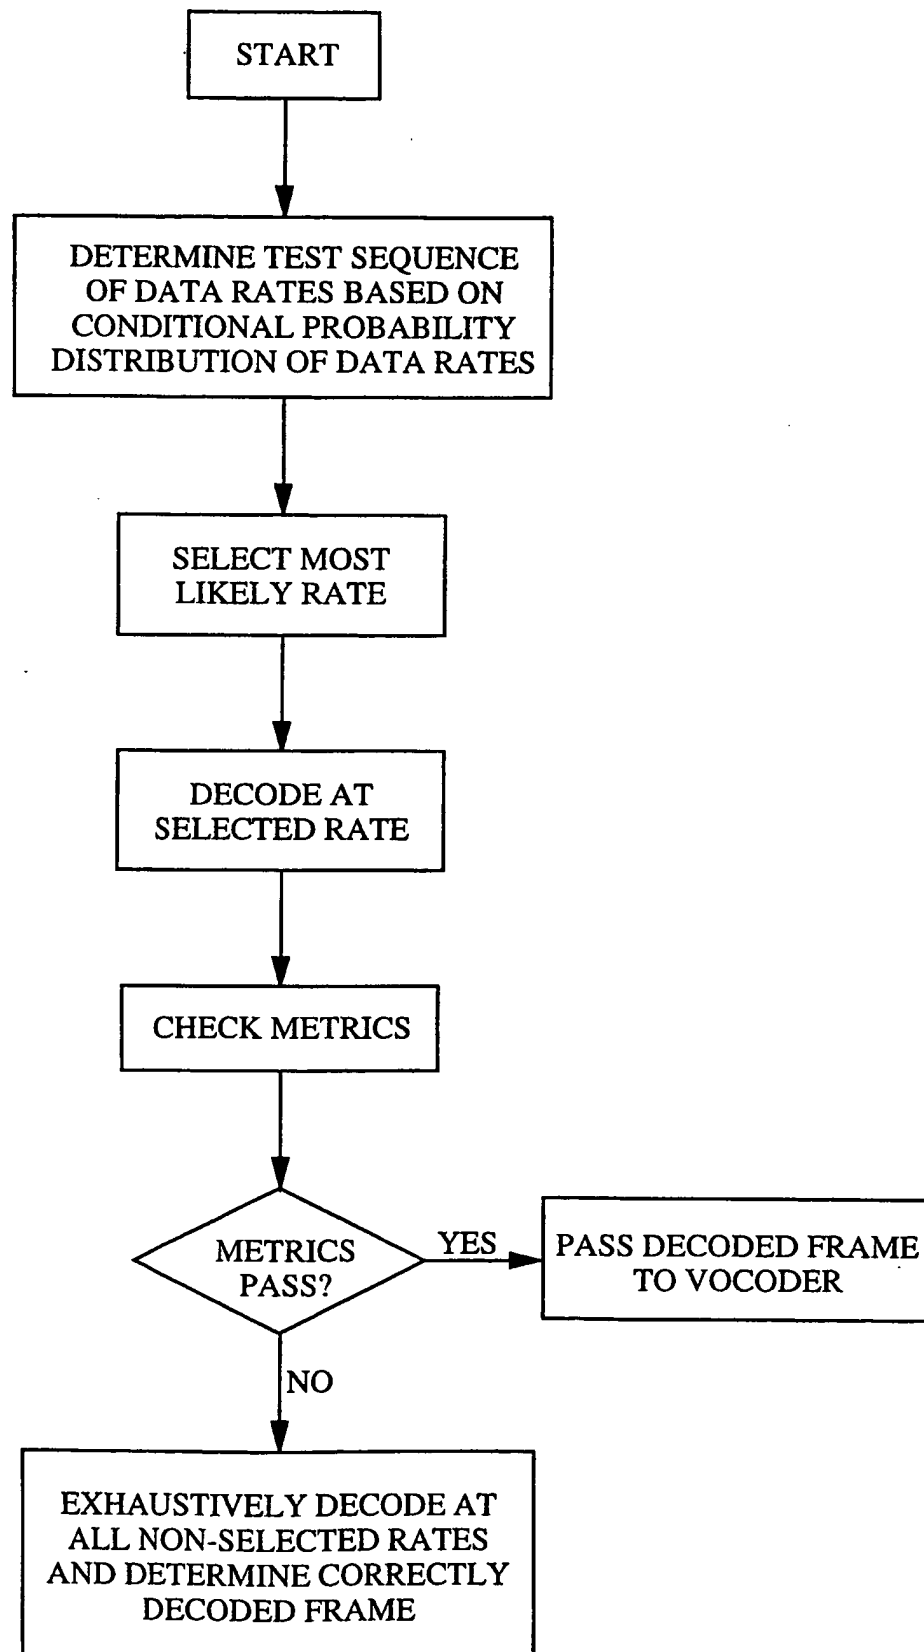 START
DETERMINE TEST SEQUENCE
OF DATA RATES BASED ON
CONDITIONAL PROBABILITY
DISTRIBUTION OF DATA RATES
SELECT MOST
LIKELY RATE
DECODE AT
SELECTED RATE
CHECK METRICS
METRICS
PASS?
YES
PASS DECODED FRAME
TO VOCODER
NO
EXHAUSTIVELY DECODE AT
ALL NON-SELECTED RATES
AND DETERMINE CORRECTLY
DECODED FRAME